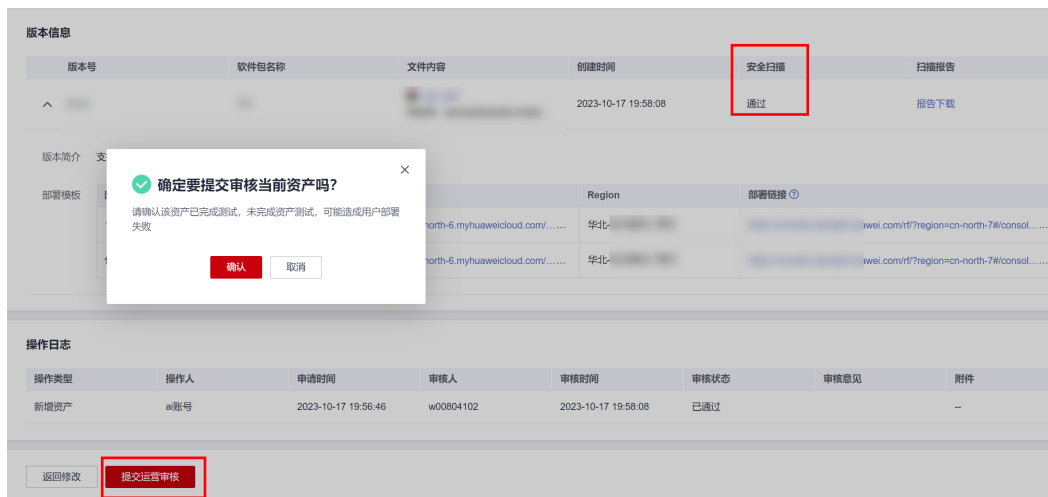 版本信息
版本号 软件包名称 文件内容 创建时间 安全扫描 扫描报告
2023-10-17 19:58:08 通过 报告下载
版本简介 支
确定要提交审核当前资产吗?
部署模板 Region 部署链接
请确认该资产已完成测试，未完成资产测试，可能造成用户部署
失败
north-6.myhuaweicloud.com/...... 华北- awei.com/rf/?region=cn-north-7#/consol......
确认 取消
north-6.myhuaweicloud.com/...... 华北- wei.com/rf/?region=cn-north-7#/consol......
操作日志
操作类型 操作人 申请时间 审核人 审核时间 审核状态 审核意见 附件
新增资产 ai账号 2023-10-17 19:56:46 w00804102 2023-10-17 19:58:08 已通过 --
返回修改 提交运营审核